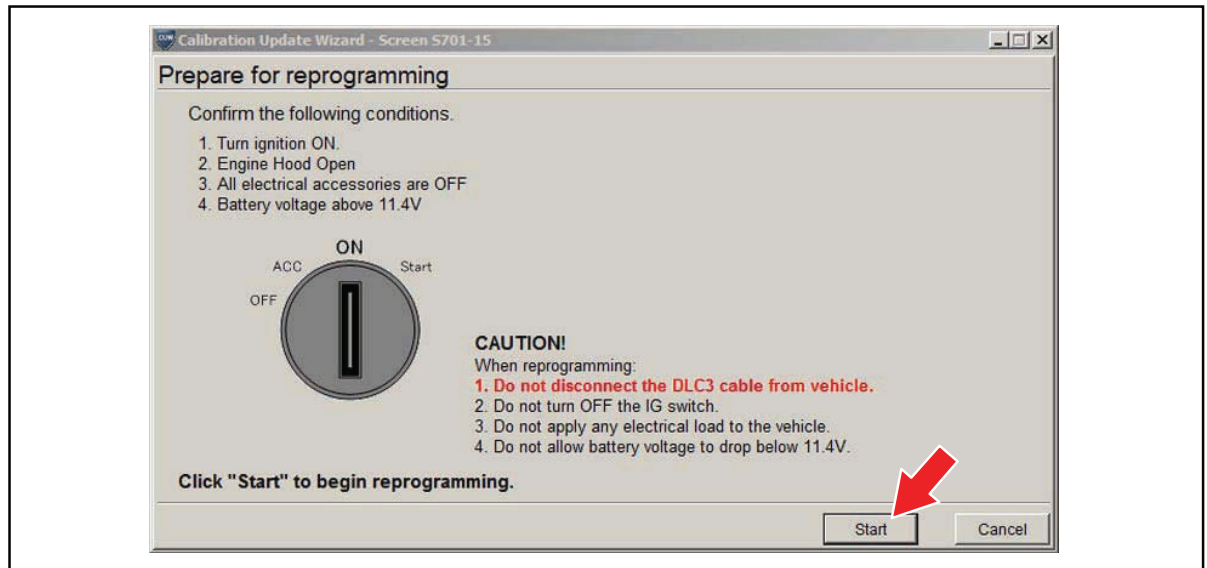 Calibration Update Wizard - Screen S701-15
Prepare for reprogramming
Confirm the following conditions.
1. Turn ignition ON.
2. Engine Hood Open
3. All electrical accessories are OFF
4. Battery voltage above 11.4V
ON
ACC
Start
OFF
CAUTION!
When reprogramming:
1. Do not disconnect the DLC3 cable from vehicle.
2. Do not turn OFF the IG switch.
3. Do not apply any electrical load to the vehicle.
4. Do not allow battery voltage to drop below 11.4V.
Click "Start" to begin reprogramming.
Start
Cancel